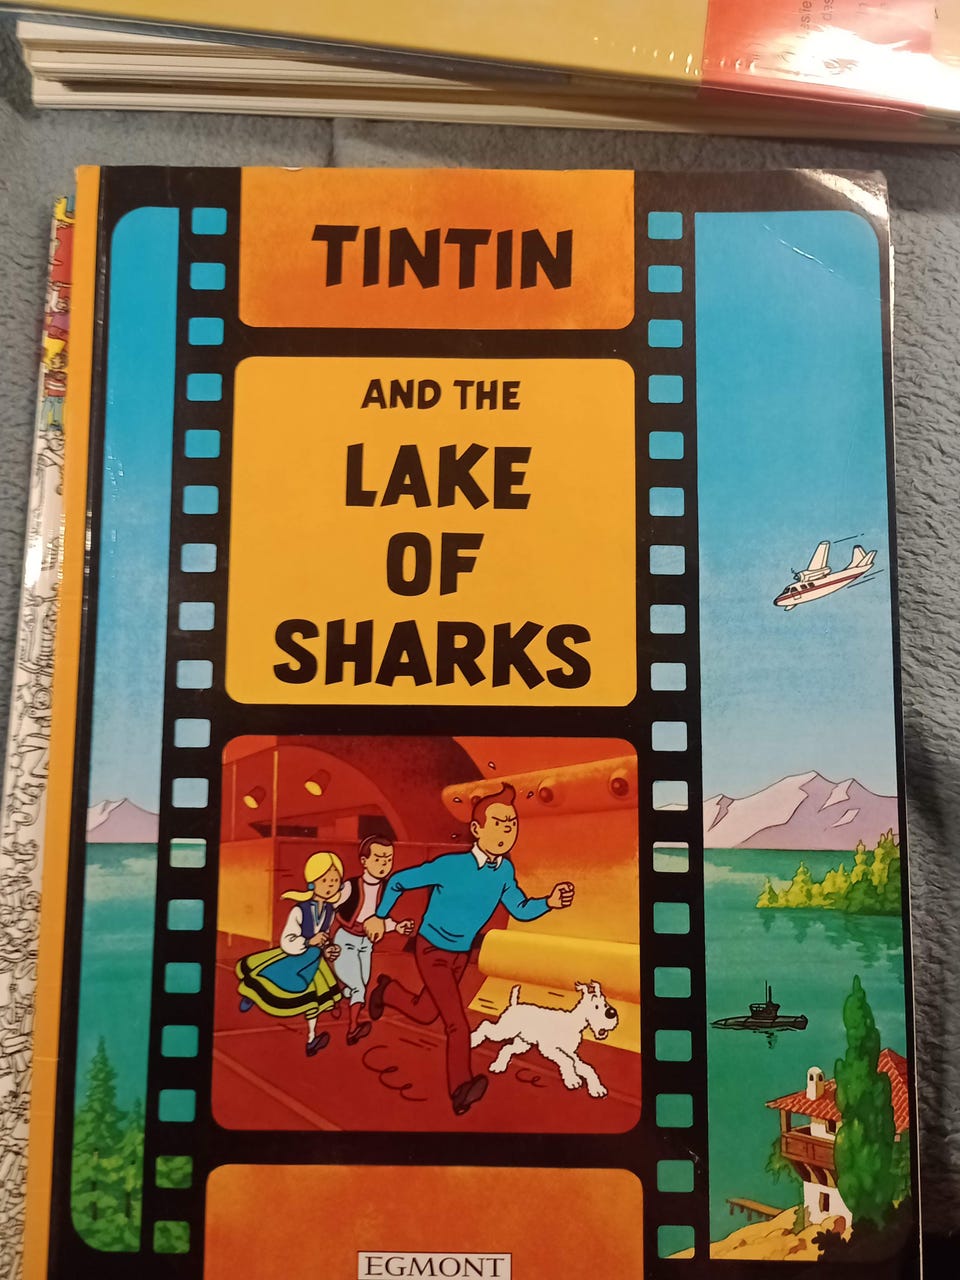 TINTIN
AND THE
LAKE
OF
SHARKS
EGMONT